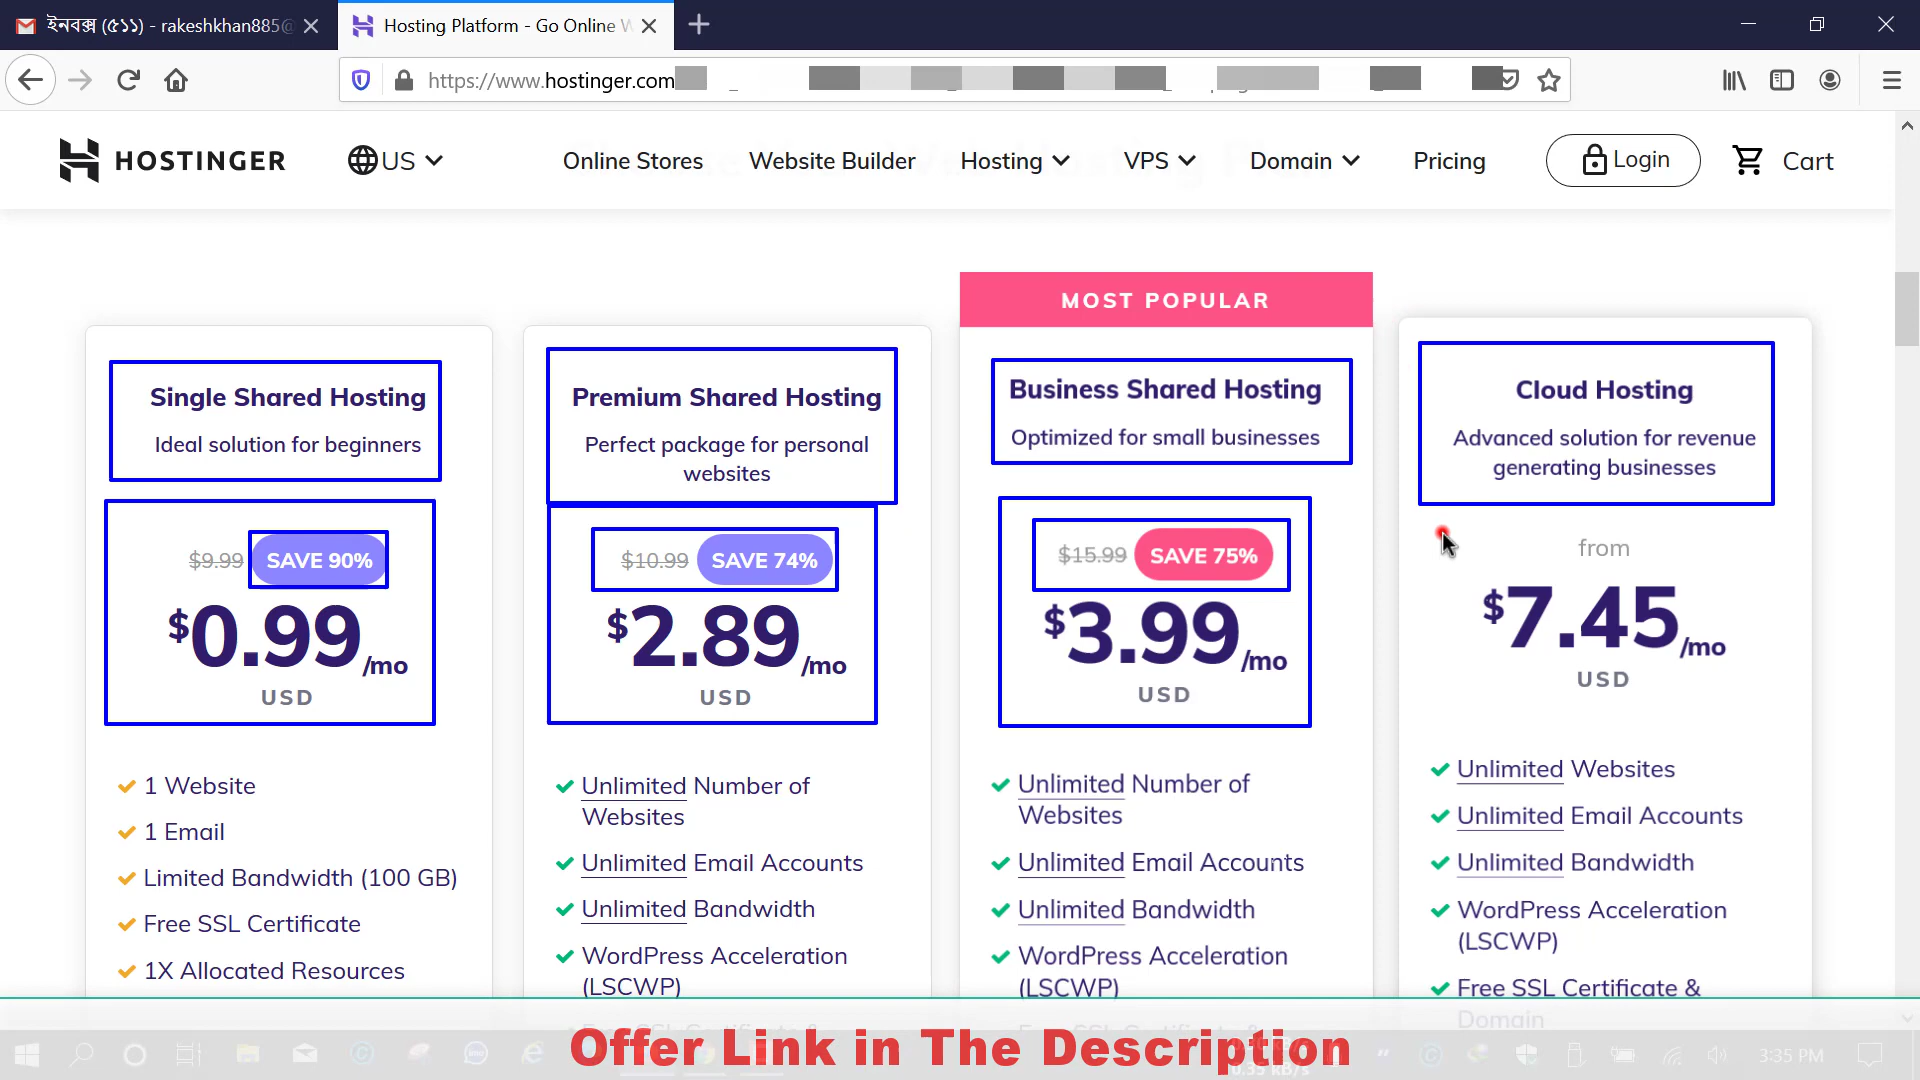 ইনবক্স (৫১১) - rakeshkhan885@
Hosting Platform - Go Online W
https://www.hostinger.com
HOSTINGER
US
Online Stores
Website Builder
Hosting
VPS
Domain
Pricing
Login
Cart
MOST POPULAR
Single Shared Hosting
Ideal solution for beginners
$9.99 SAVE 90%
$0.99/mo
USD
1 Website
1 Email
Limited Bandwidth (100 GB)
Free SSL Certificate
1X Allocated Resources
Premium Shared Hosting
Perfect package for personal
websites
$10.99 SAVE 74%
$2.89/mo
USD
Unlimited Number of
Websites
Unlimited Email Accounts
Unlimited Bandwidth
WordPress Acceleration
(LSCWP)
Business Shared Hosting
Optimized for small businesses
$15.99 SAVE 75%
$3.99/mo
USD
Unlimited Number of
Websites
Unlimited Email Accounts
Unlimited Bandwidth
WordPress Acceleration
(LSCWP)
Cloud Hosting
Advanced solution for revenue
generating businesses
from
$7.45/mo
USD
Unlimited Websites
Unlimited Email Accounts
Unlimited Bandwidth
WordPress Acceleration
(LSCWP)
Free SSL Certificate &
Domain
Offer Link in The Description
0.35 kB/s
3:35 PM